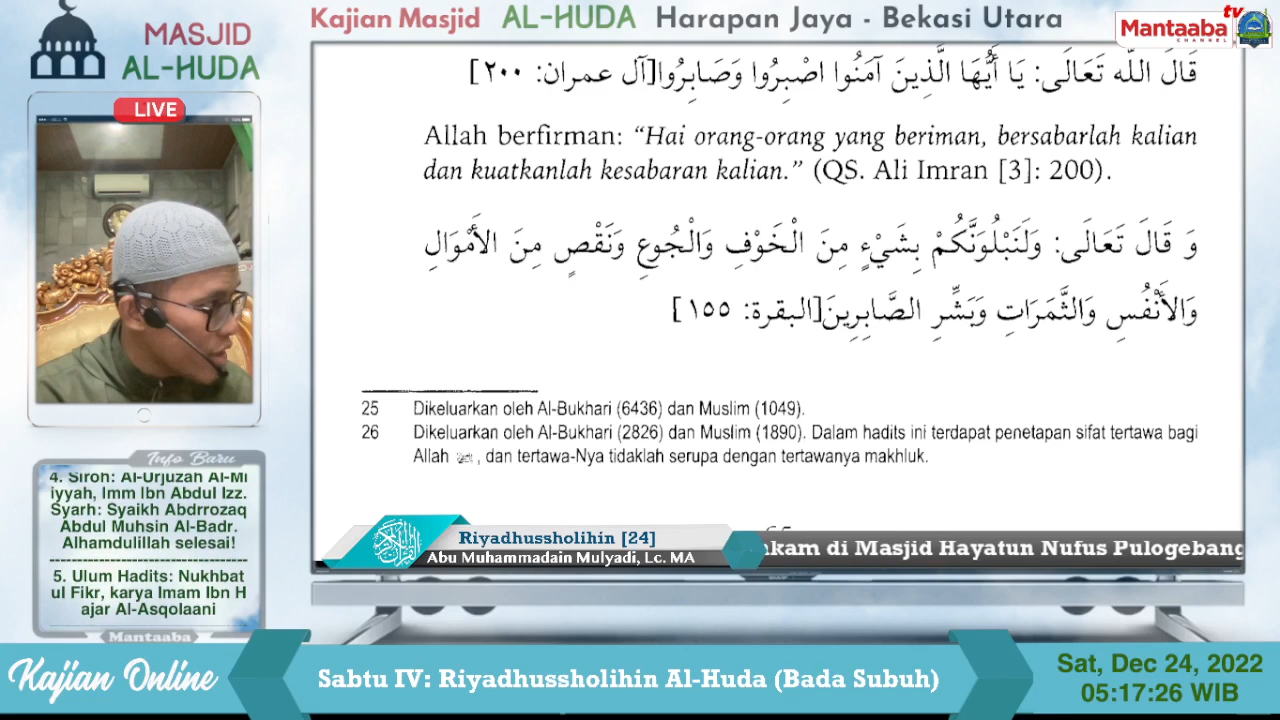 Kajian Masjid AL-HUDA Harapan Jaya - Bekasi Utara
Mantaaba tv
CHANNEL
MASJID
AL-HUDA
LIVE
قَالَ اللَّه تَعَالَى: يَا أَيُّهَا الَّذِينَ آمَنُوا اصْبِرُوا وَصَابِرُوا[آل عمران: ٢٠٠]
Allah berfirman: “Hai orang-orang yang beriman, bersabarlah kalian
dan kuatkanlah kesabaran kalian.” (QS. Ali Imran [3]: 200).
وَ قَالَ تَعَالَى: وَلَنَبْلُوَنَّكُمْ بِشَيْءٍ مِنَ الْخَوْفِ وَالْجُوعِ وَنَقْصٍ مِنَ الأَمْوَالِ
وَالأَنْفُسِ وَالثَّمَرَاتِ وَبَشِّرِ الصَّابِرِينَ[البقرة: ١٥٥]
25 Dikeluarkan oleh Al-Bukhari (6436) dan Muslim (1049).
26 Dikeluarkan oleh Al-Bukhari (2826) dan Muslim (1890). Dalam hadits ini terdapat penetapan sifat tertawa bagi
Allah , dan tertawa-Nya tidaklah serupa dengan tertawanya makhluk.
Info Baru
4. Siroh: Al-Urjuzah Al-Mi
iyyah, Imm Ibn Abdul Izz.
Syarh: Syaikh Abdrrozaq
Abdul Muhsin Al-Badr.
Alhamdulillah selesai!
5. Ulum Hadits: Nukhbat
ul Fikr, karya Imam Ibn H
ajar Al-Asqolaani
Mantaaba
Riyadhussholihin [24]
Abu Muhammadain Mulyadi, Lc. MA
di Masjid Hayatun Nufus Pulogebang
Kajian Online
Sabtu IV: Riyadhussholihin Al-Huda (Bada Subuh)
Sat, Dec 24, 2022
05:17:26 WIB